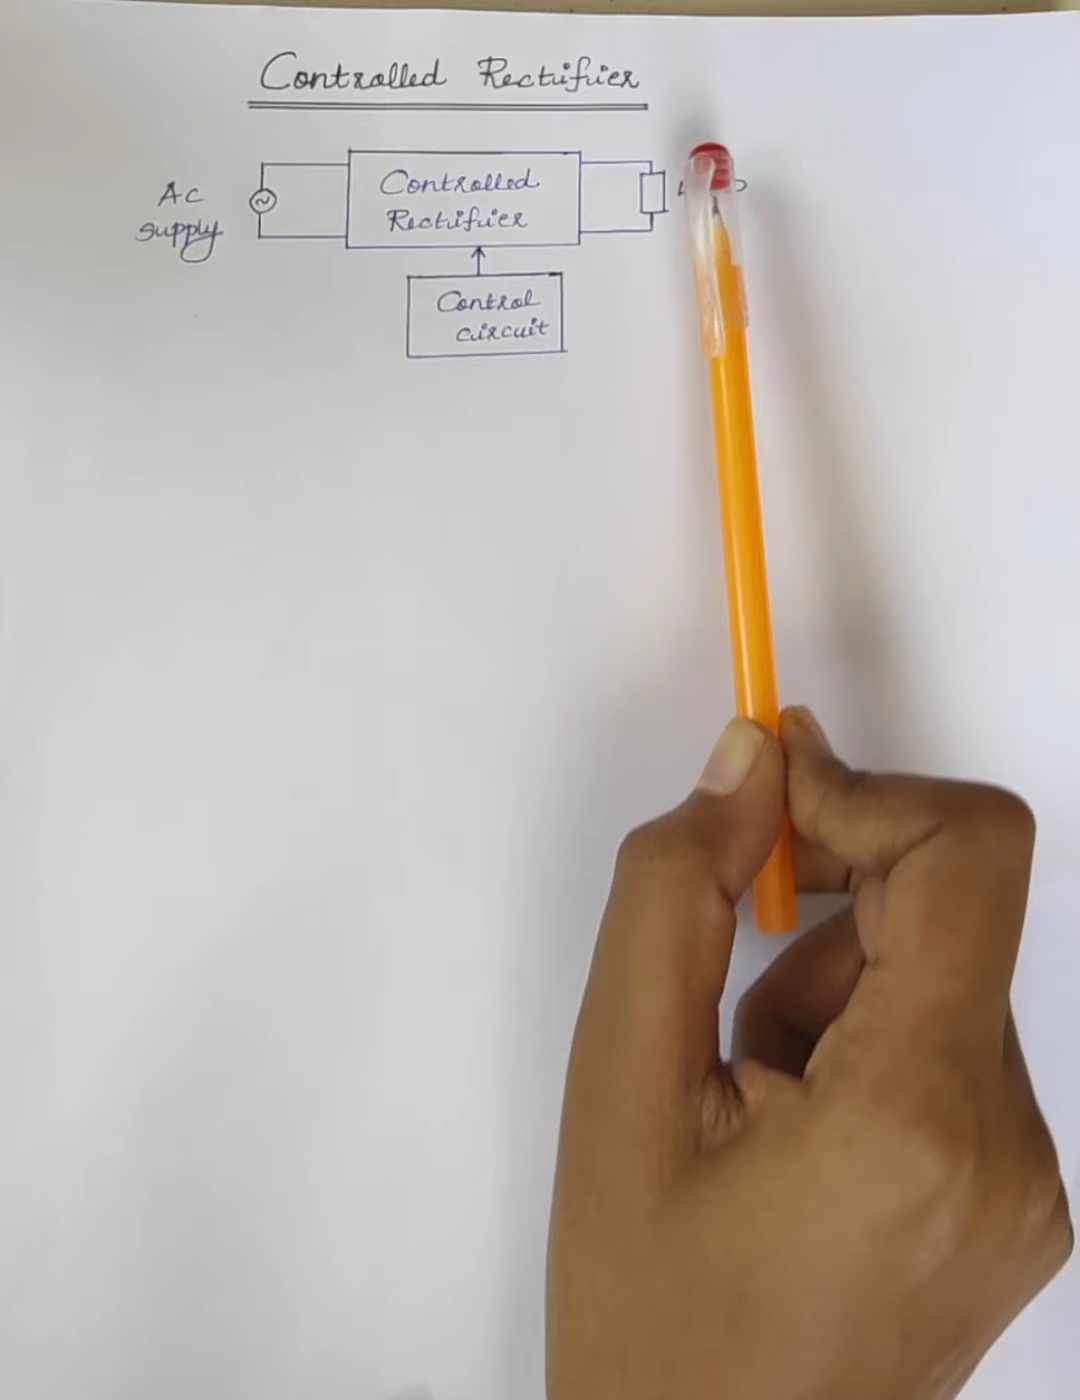 Controlled Rectifier
AC
supply
Controlled
Rectifier
Control
circuit